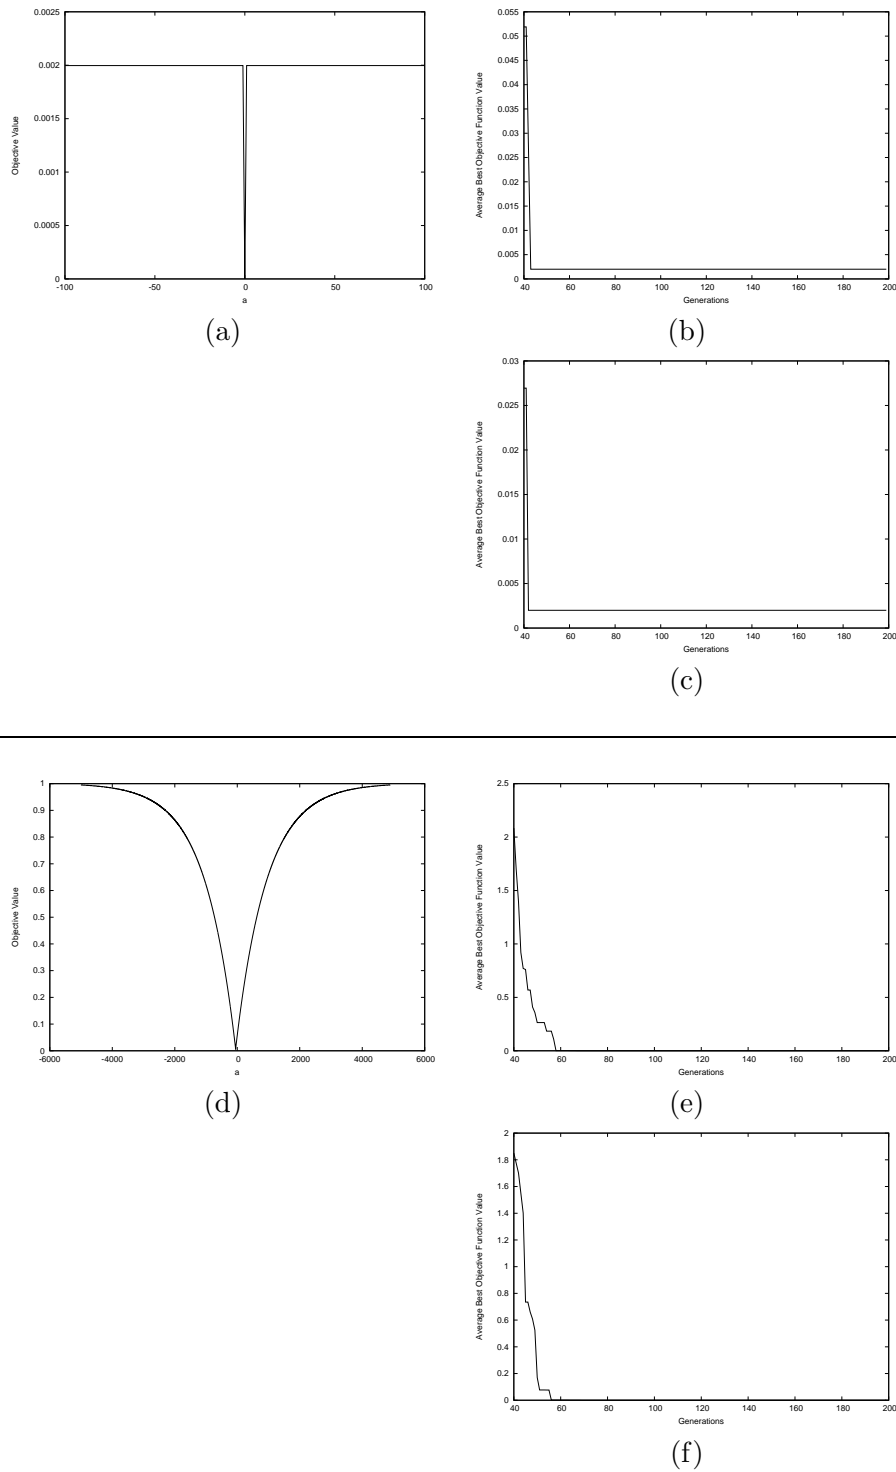 0.0025
0.002
0.0015
0.001
0.0005
0
-100 -50 0 50 100
Objective Value
a
(a)
0.055
0.05
0.045
0.04
0.035
0.03
0.025
0.02
0.015
0.01
0.005
0
40 60 80 100 120 140 160 180 200
Average Best Objective Function Value
Generations
(b)
0.03
0.025
0.02
0.015
0.01
0.005
0
40 60 80 100 120 140 160 180 200
Average Best Objective Function Value
Generations
(c)
1
0.9
0.8
0.7
0.6
0.5
0.4
0.3
0.2
0.1
0
-6000 -4000 -2000 0 2000 4000 6000
Objective Value
a
(d)
2.5
2
1.5
1
0.5
0
40 60 80 100 120 140 160 180 200
Average Best Objective Function Value
Generations
(e)
2
1.8
1.6
1.4
1.2
1
0.8
0.6
0.4
0.2
0
40 60 80 100 120 140 160 180 200
Average Best Objective Function Value
Generations
(f)